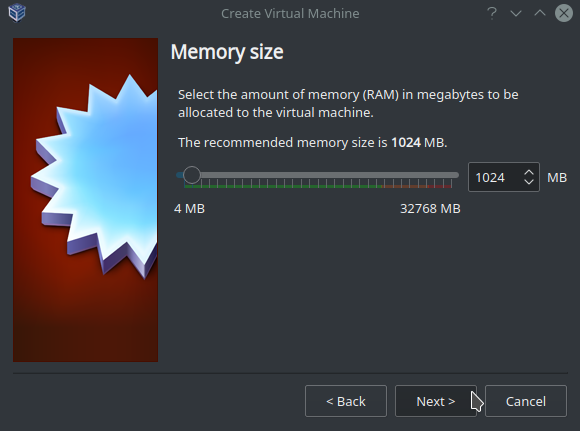 Create Virtual Machine
?
Memory size
Select the amount of memory (RAM) in megabytes to be
allocated to the virtual machine.
The recommended memory size is 1024 MB.
1024 MB
4 MB 32768 MB
< Back Next > Cancel